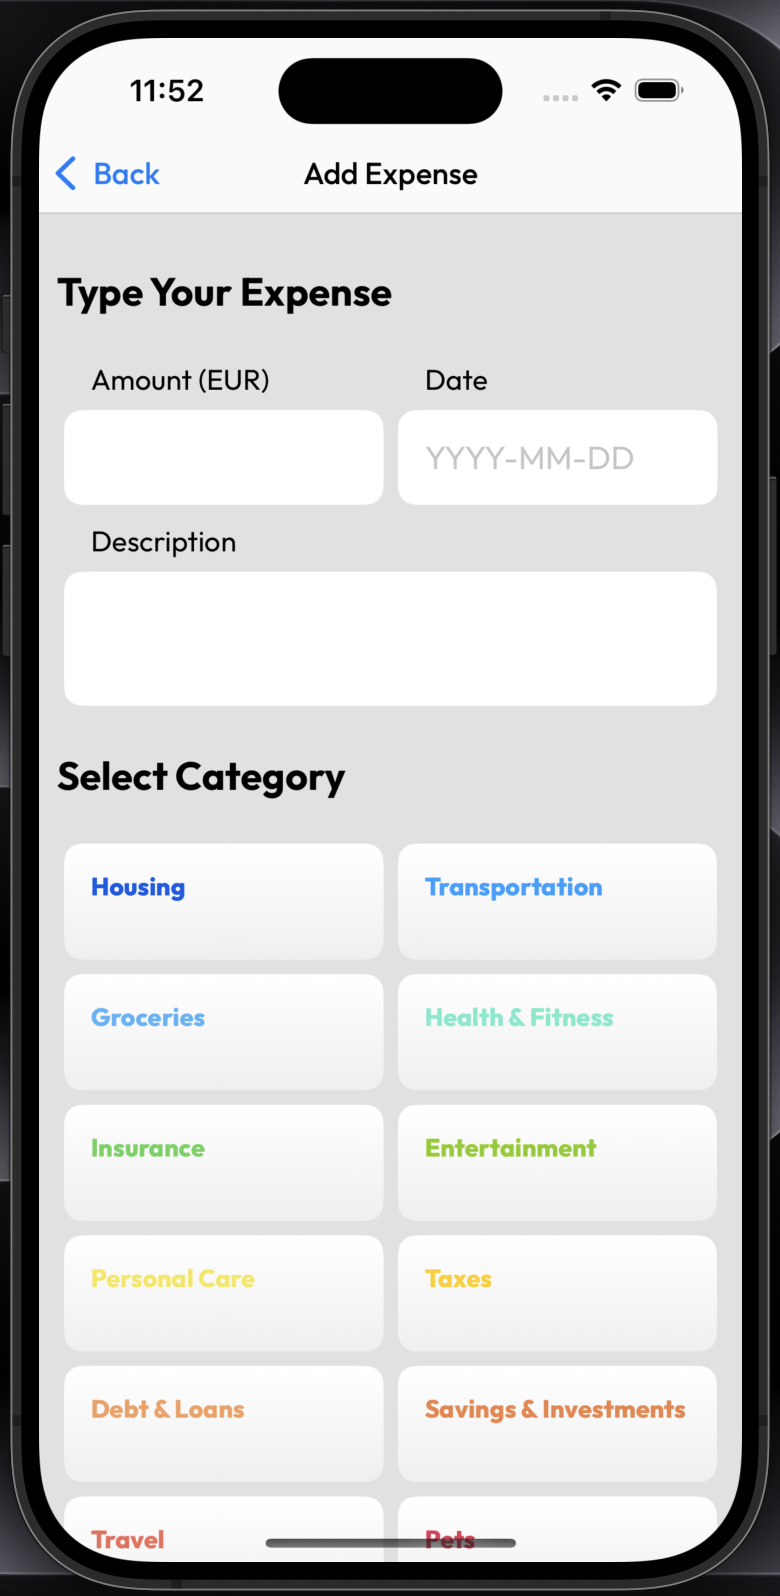 11:52
Back Add Expense
Type Your Expense
Amount (EUR) Date
YYYY-MM-DD
Description
Select Category
Housing Transportation
Groceries Health & Fitness
Insurance Entertainment
Personal Care Taxes
Debt & Loans Savings & Investments
Travel Pets